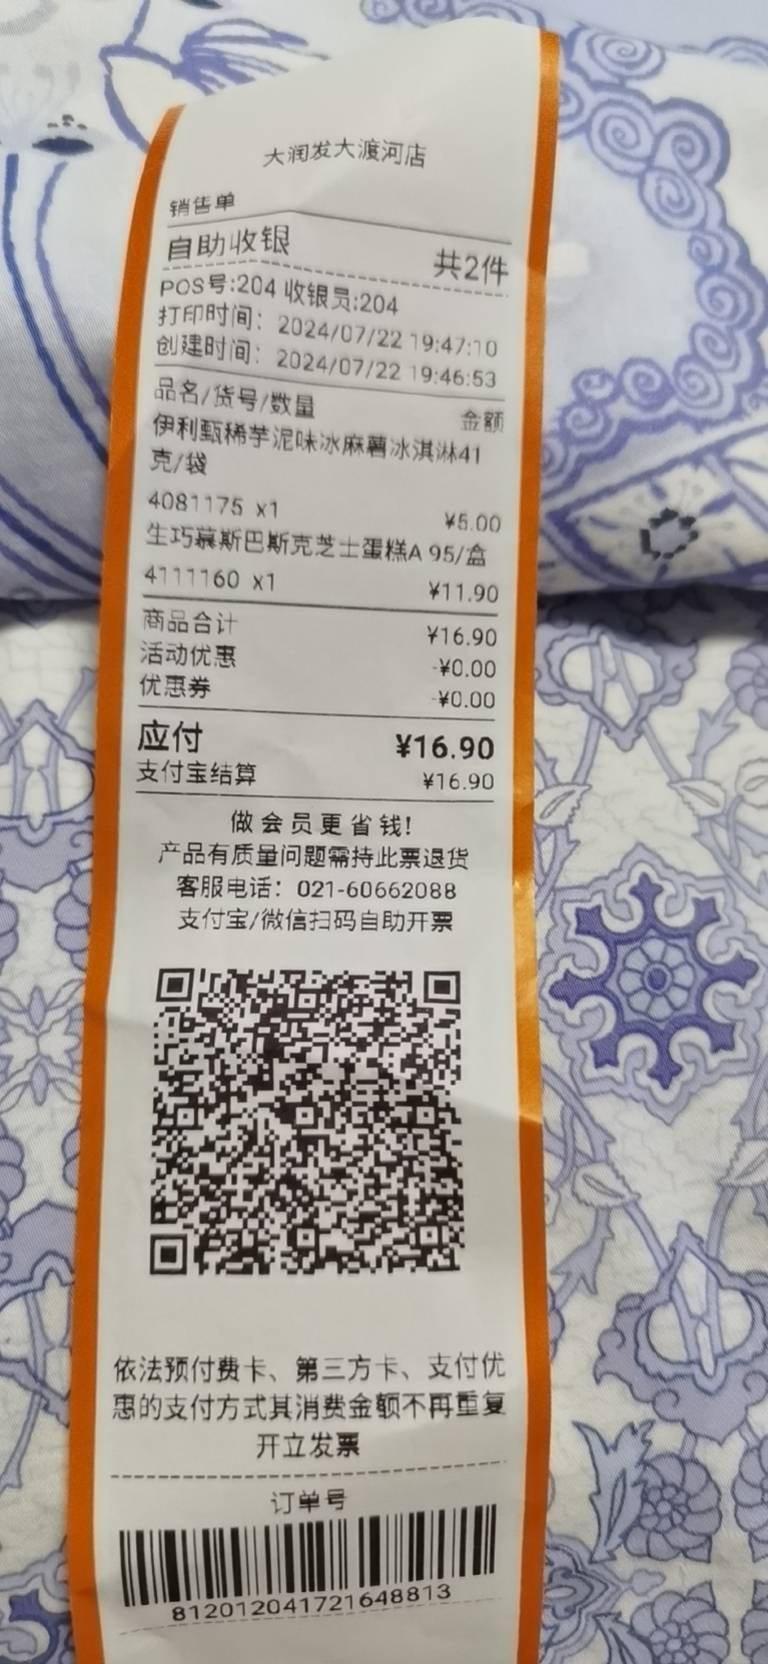 大润发大渡河店
销售单
自助收银 共2件
POS号:204 收银员:204
打印时间: 2024/07/22 19:47:10
创建时间: 2024/07/22 19:46:53
品名/货号/数量 金额
伊利甄稀芋泥味冰麻薯冰淇淋41
克/袋
4081175 x1 ¥5.00
生巧慕斯巴斯克芝士蛋糕A 95/盒
4111160 x1 ¥11.90
商品合计 ¥16.90
活动优惠 -¥0.00
优惠券 -¥0.00
应付 ¥16.90
支付宝结算 ¥16.90
做会员更省钱!
产品有质量问题需持此票退货
客服电话: 021-60662088
支付宝/微信扫码自助开票
依法预付费卡、第三方卡、支付优
惠的支付方式其消费金额不再重复
开立发票
订单号
812012041721648813